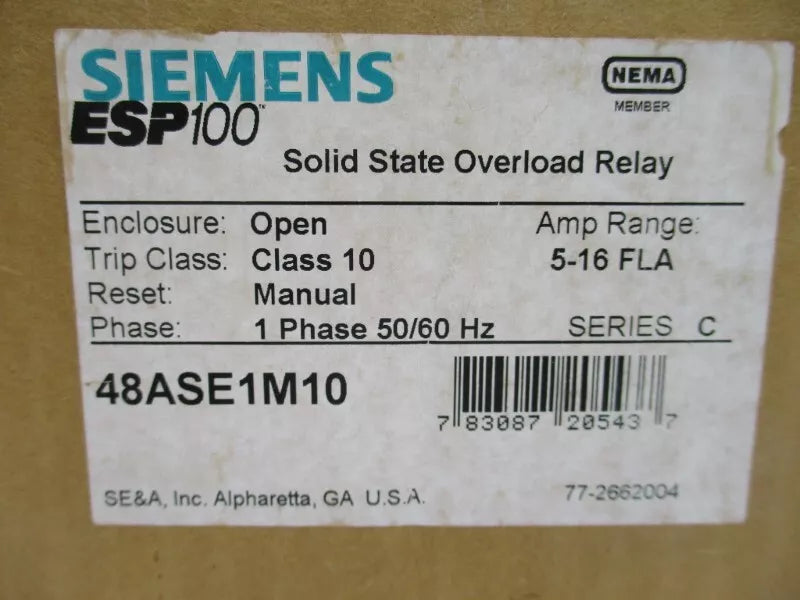 SIEMENS
NEMA
MEMBER
ESP100™
Solid State Overload Relay
Enclosure: Open Amp Range:
Trip Class: Class 10 5-16 FLA
Reset: Manual
Phase: 1 Phase 50/60 Hz SERIES C
48ASE1M10
7 83087 20543 7
SE&A, Inc. Alpharetta, GA U.S.A. 77-2662004